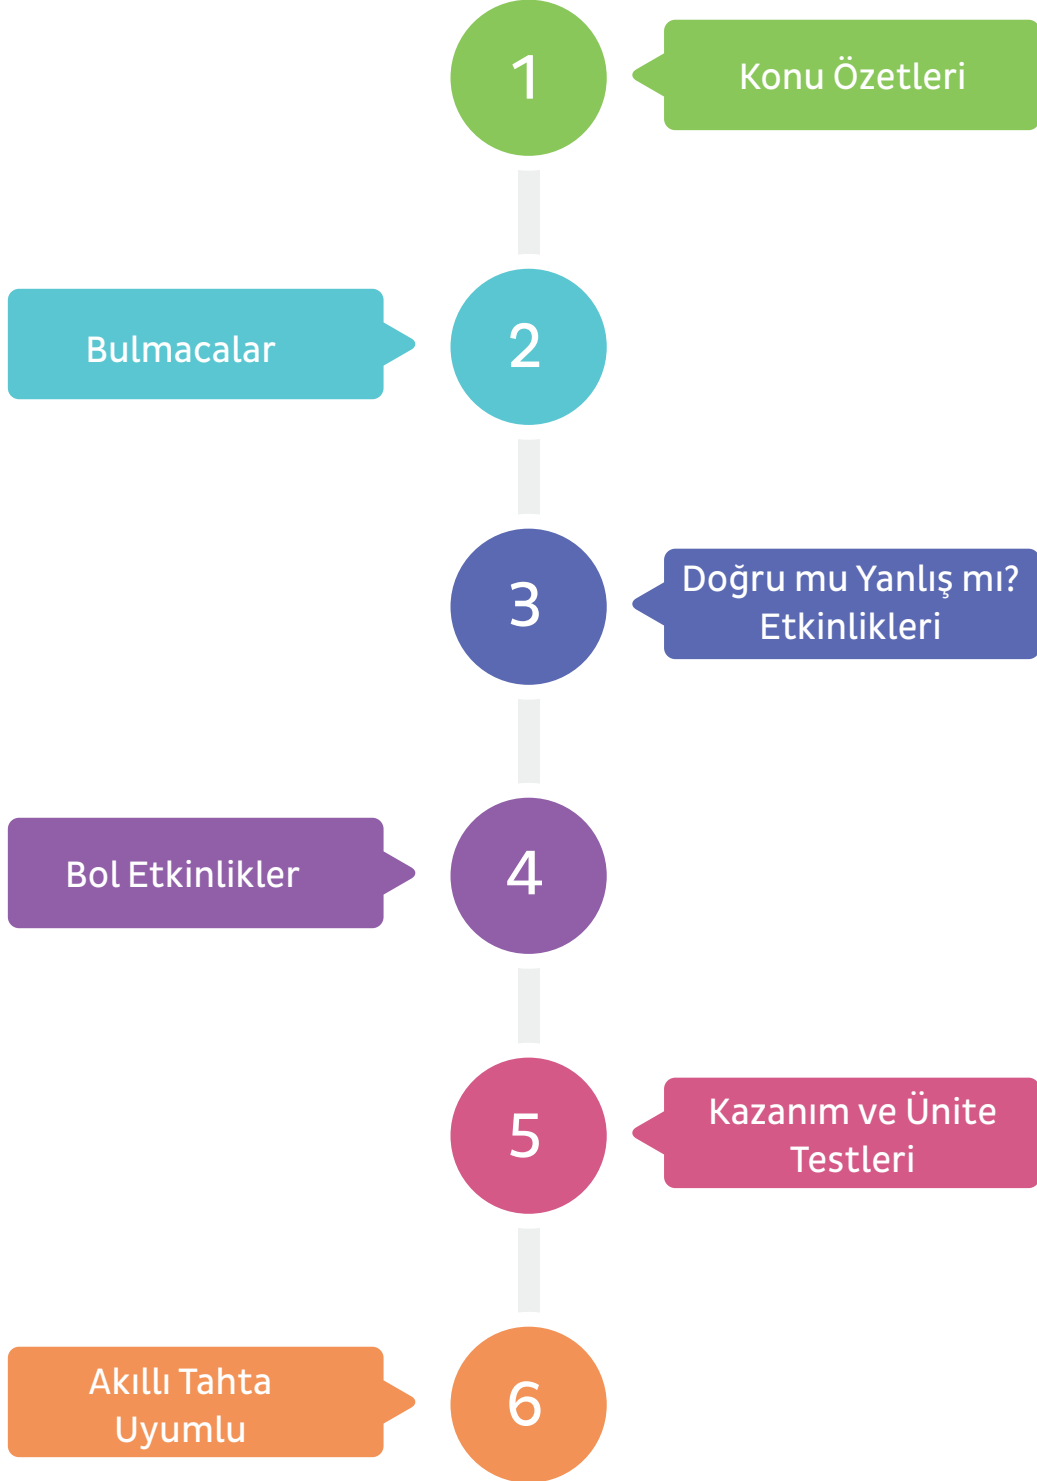 1
Konu Özetleri
Bulmacalar
2
3
Doğru mu Yanlış mı?
Etkinlikleri
Bol Etkinlikler
4
5
Kazanım ve Ünite
Testleri
Akıllı Tahta
Uyumlu
6